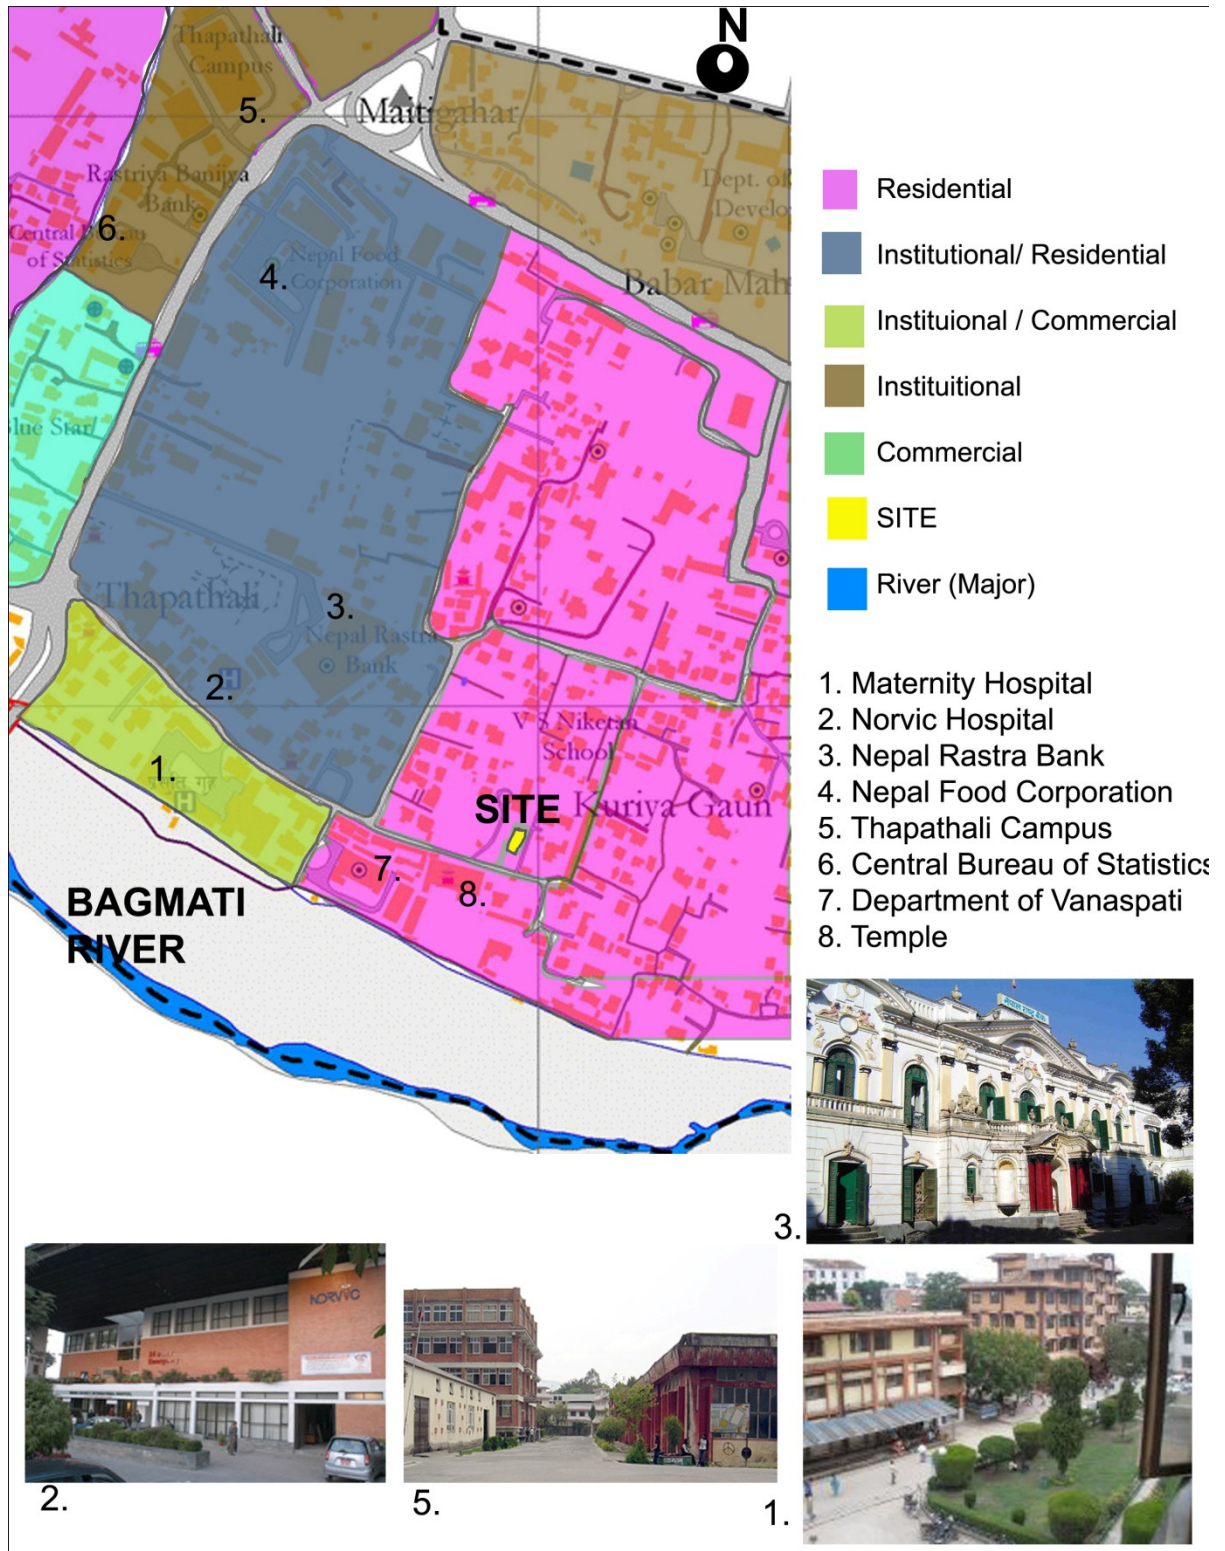 N
Thapathali
Campus
5.
Maitighar
Rastriya Banijya
Bank
6.
Central Bureau
of Statistics
Dept. of
Develo
4.
Nepal Food
Corporation
Babar Mah
Blue Star/
Thapathali
3.
Nepal Rastra
Bank
2.
H
V S Niketan
School
1.
प्रसूति गृह
H
SITE
Kuriya Gaun
7.
8.
BAGMATI
RIVER
Residential
Institutional/ Residential
Instituional / Commercial
Instituitional
Commercial
SITE
River (Major)
1. Maternity Hospital
2. Norvic Hospital
3. Nepal Rastra Bank
4. Nepal Food Corporation
5. Thapathali Campus
6. Central Bureau of Statistics
7. Department of Vanaspati
8. Temple
3.
NORVIC
2.
5.
1.